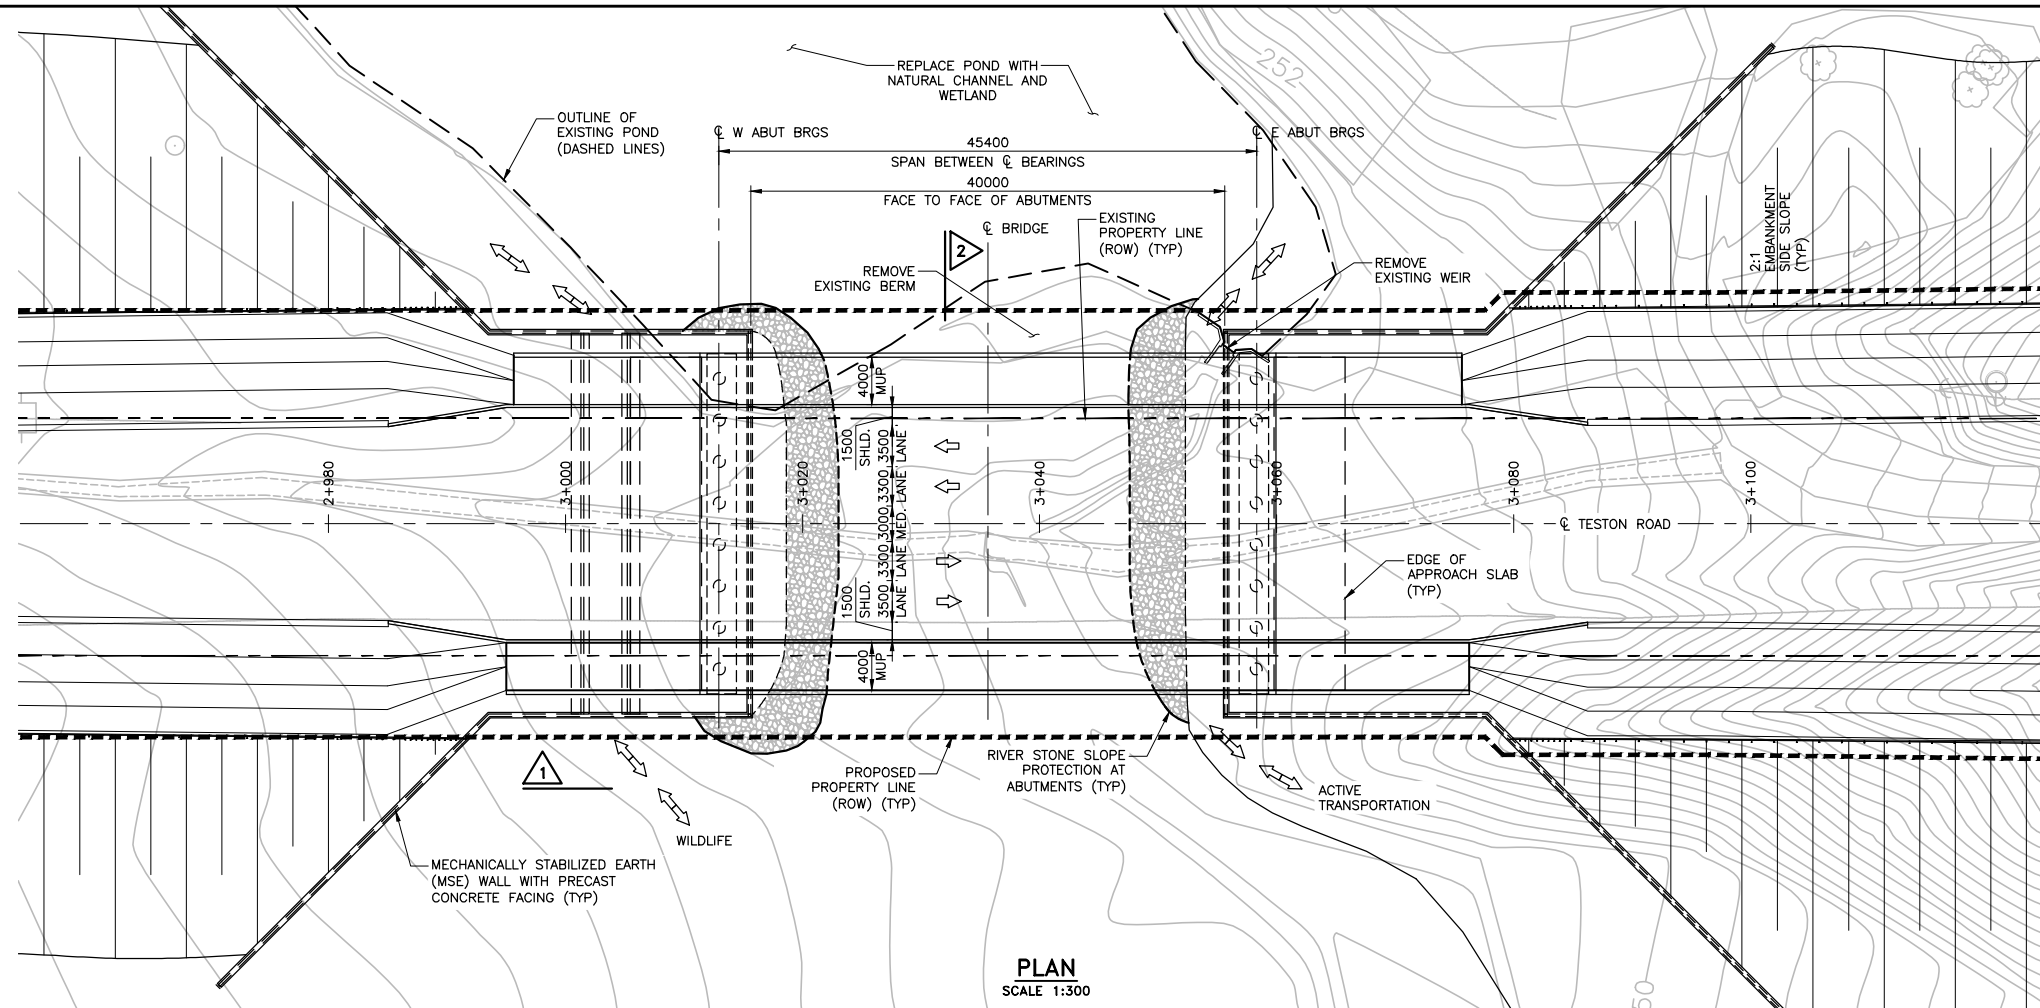 252
REPLACE POND WITH
NATURAL CHANNEL AND
WETLAND
OUTLINE OF
EXISTING POND
(DASHED LINES)
℄ W ABUT BRGS
℄ E ABUT BRGS
45400
SPAN BETWEEN ℄ BEARINGS
40000
FACE TO FACE OF ABUTMENTS
℄ BRIDGE
EXISTING
PROPERTY LINE
(ROW) (TYP)
2
REMOVE
EXISTING BERM
REMOVE
EXISTING WEIR
2:1
EMBANKMENT
SIDE SLOPE
(TYP)
4000
MUP
1500
SHLD.
3500
LANE
3300
LANE
3000
MED.
3300
LANE
3500
LANE
1500
SHLD.
4000
MUP
2+980
3+000
3+020
3+040
3+060
3+080
3+100
℄ TESTON ROAD
EDGE OF
APPROACH SLAB
(TYP)
1
PROPOSED
PROPERTY LINE
(ROW) (TYP)
RIVER STONE SLOPE
PROTECTION AT
ABUTMENTS (TYP)
ACTIVE
TRANSPORTATION
WILDLIFE
MECHANICALLY STABILIZED EARTH
(MSE) WALL WITH PRECAST
CONCRETE FACING (TYP)
PLAN
SCALE 1:300